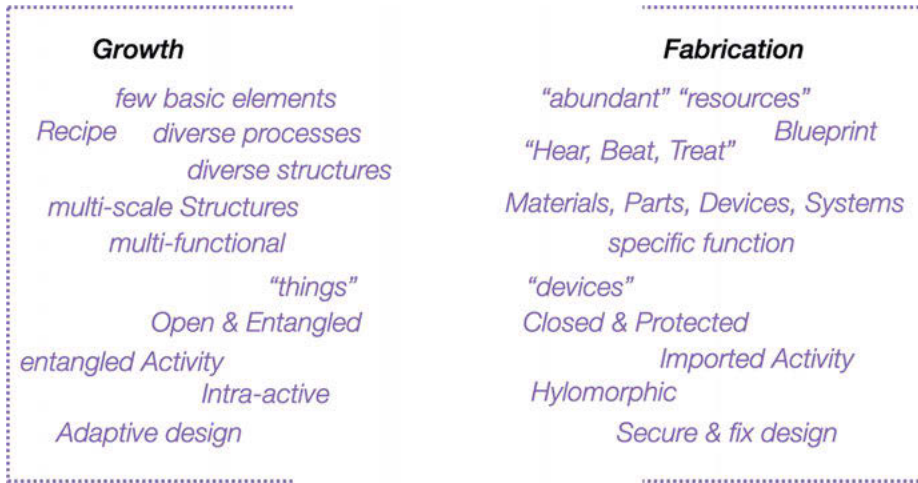 Growth
few basic elements
Recipe diverse processes
diverse structures
multi-scale Structures
multi-functional
“things”
Open & Entangled
entangled Activity
Intra-active
Adaptive design
Fabrication
“abundant” “resources”
Blueprint
“Hear, Beat, Treat”
Materials, Parts, Devices, Systems
specific function
“devices”
Closed & Protected
Imported Activity
Hylomorphic
Secure & fix design